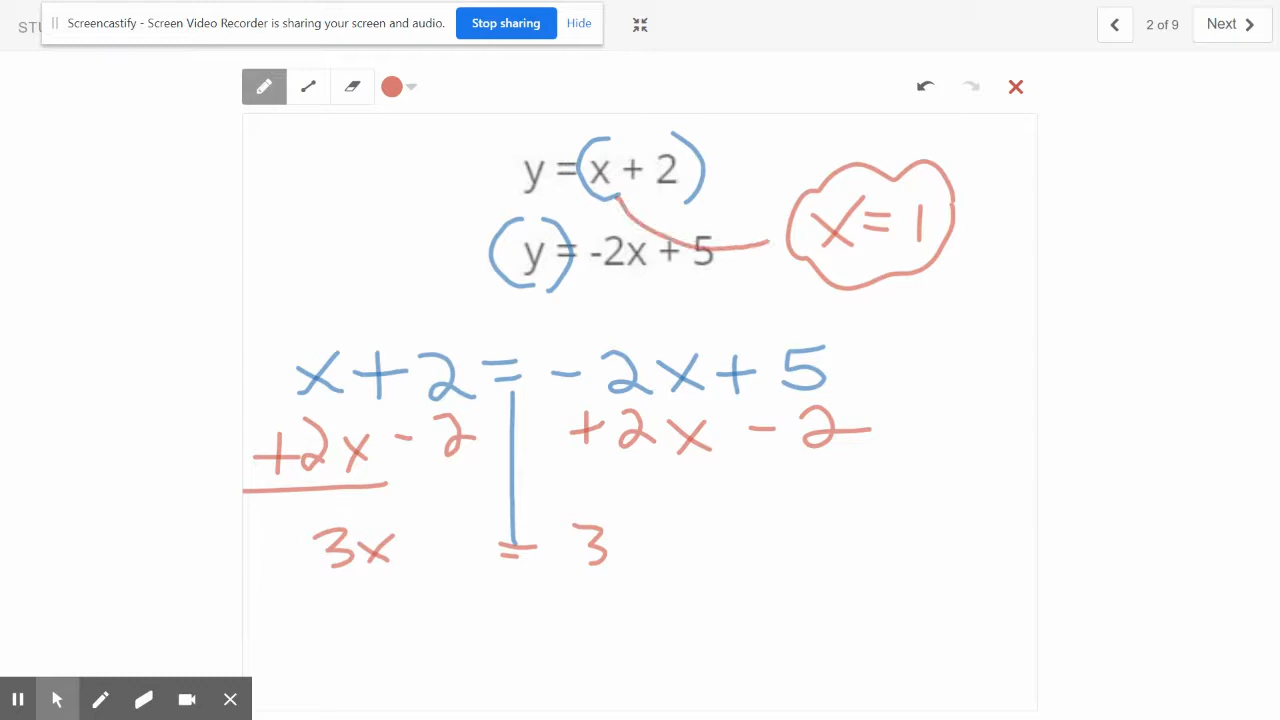 STU
Screencastify - Screen Video Recorder is sharing your screen and audio. Stop sharing Hide
2 of 9 Next
y = (x + 2)
x = 1
(y) = -2x + 5
x + 2 = - 2x + 5
+2x - 2 +2x - 2
3x = 3